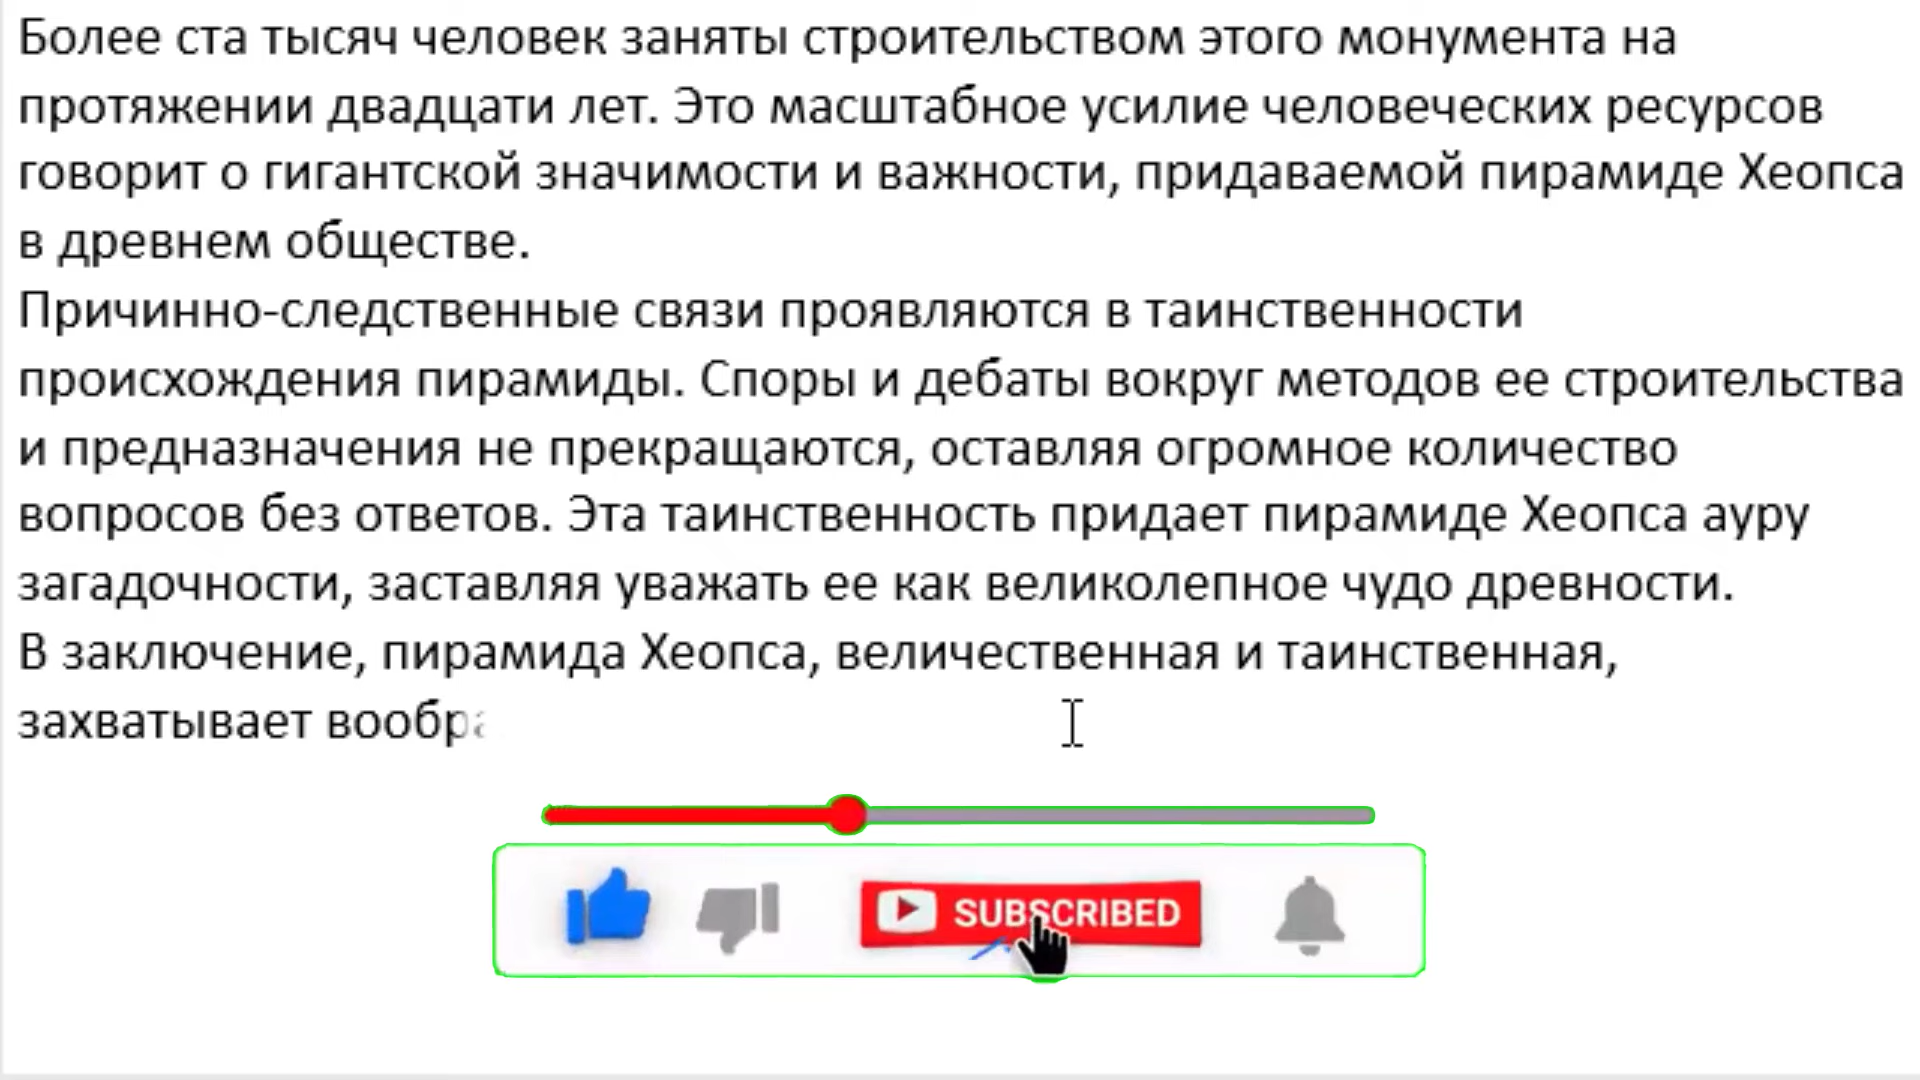 Более ста тысяч человек заняты строительством этого монумента на
протяжении двадцати лет. Это масштабное усилие человеческих ресурсов
говорит о гигантской значимости и важности, придаваемой пирамиде Хеопса
в древнем обществе.
Причинно-следственные связи проявляются в таинственности
происхождения пирамиды. Споры и дебаты вокруг методов ее строительства
и предназначения не прекращаются, оставляя огромное количество
вопросов без ответов. Эта таинственность придает пирамиде Хеопса ауру
загадочности, заставляя уважать ее как великолепное чудо древности.
В заключение, пирамида Хеопса, величественная и таинственная,
захватывает вообра
SUBSCRIBED